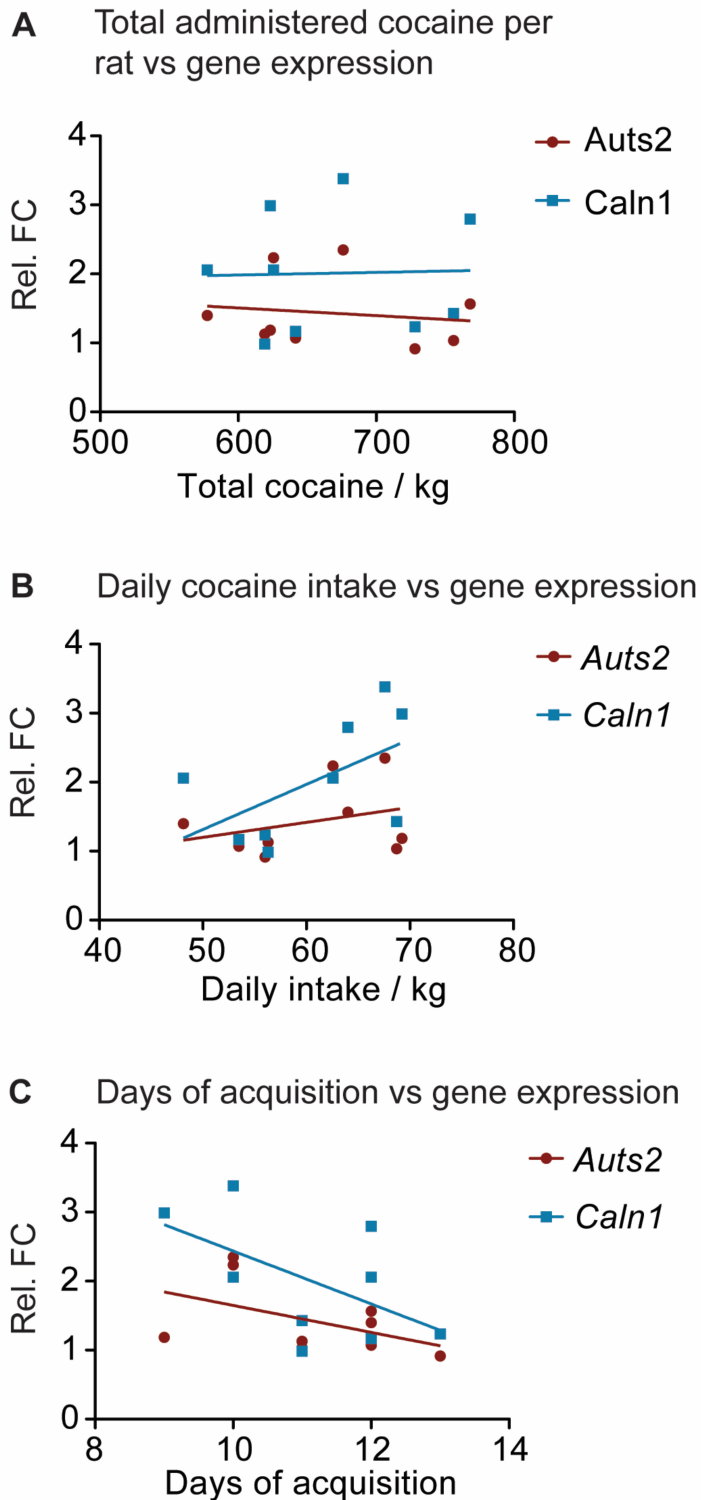 A Total administered cocaine per
rat vs gene expression
4
3
2
1
0
Rel. FC
500 600 700 800
Total cocaine / kg
Auts2
Caln1
B Daily cocaine intake vs gene expression
4
3
2
1
0
Rel. FC
40 50 60 70 80
Daily intake / kg
Auts2
Caln1
C Days of acquisition vs gene expression
4
3
2
1
0
Rel. FC
8 10 12 14
Days of acquisition
Auts2
Caln1